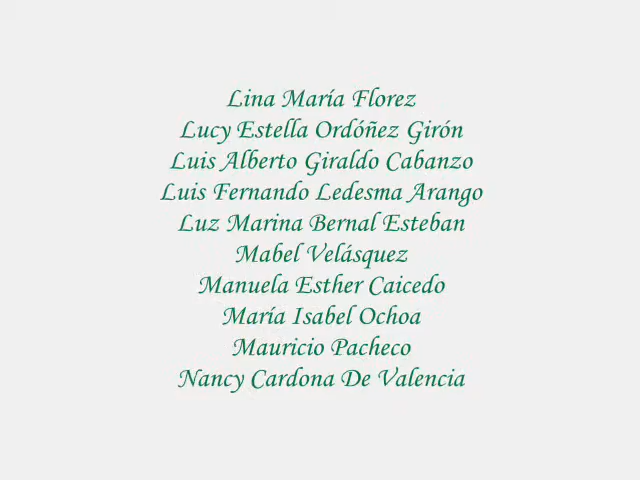 Lina María Florez
Lucy Estella Ordóñez Girón
Luis Alberto Giraldo Cabanzo
Luis Fernando Ledesma Arango
Luz Marina Bernal Esteban
Mabel Velásquez
Manuela Esther Caicedo
María Isabel Ochoa
Mauricio Pacheco
Nancy Cardona De Valencia